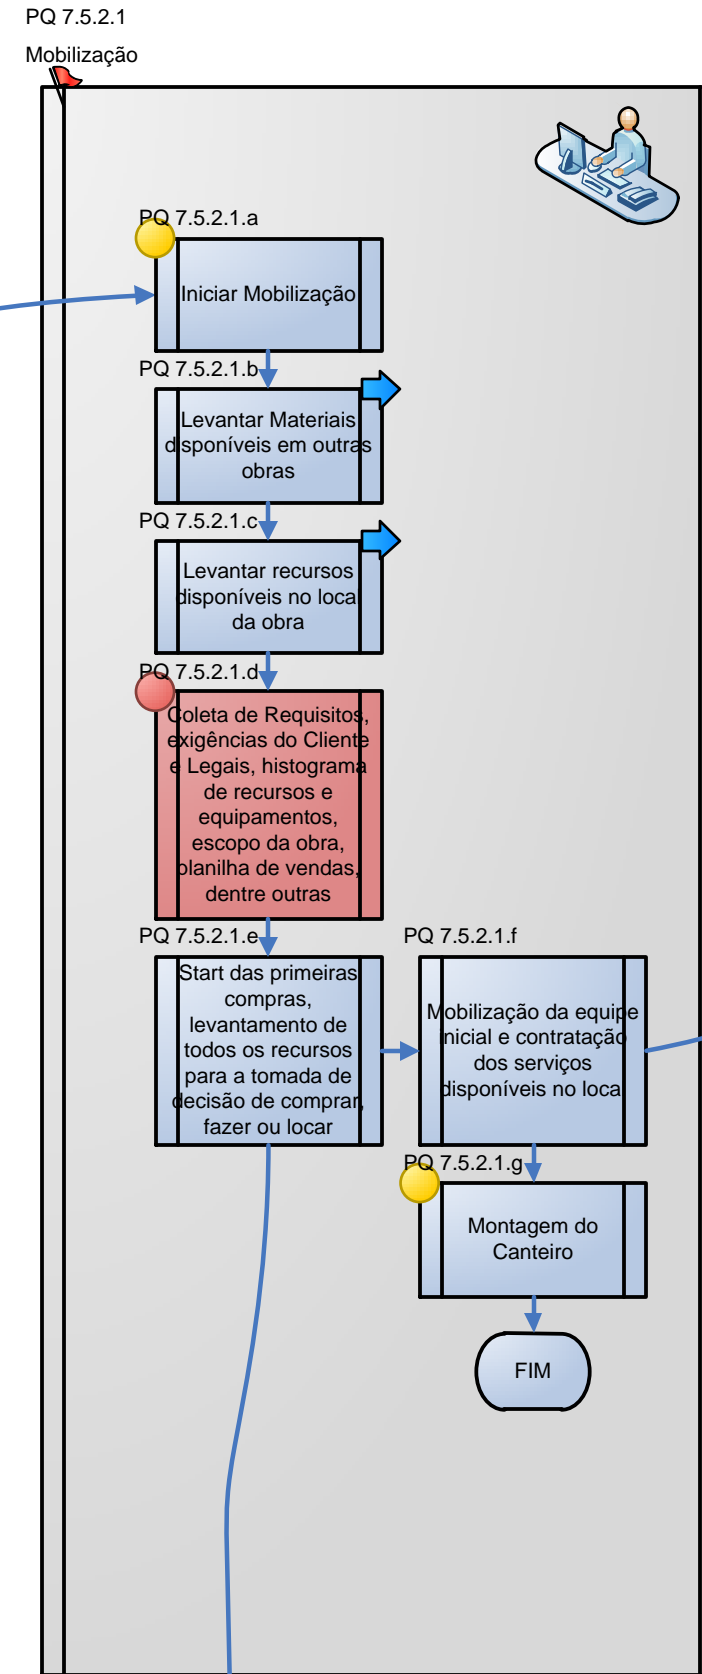 PQ 7.5.2.1
Mobilização
PQ 7.5.2.1.a
Iniciar Mobilização
PQ 7.5.2.1.b
Levantar Materiais
disponíveis em outras
obras
PQ 7.5.2.1.c
Levantar recursos
disponíveis no local
da obra
PQ 7.5.2.1.d
Coleta de Requisitos,
exigências do Cliente
e Legais, histograma
de recursos e
equipamentos,
escopo da obra,
planilha de vendas,
dentre outras
PQ 7.5.2.1.e
Start das primeiras
compras,
levantamento de
todos os recursos
para a tomada de
decisão de comprar,
fazer ou locar
PQ 7.5.2.1.f
Mobilização da equipe
inicial e contratação
dos serviços
disponíveis no local
PQ 7.5.2.1.g
Montagem do
Canteiro
FIM